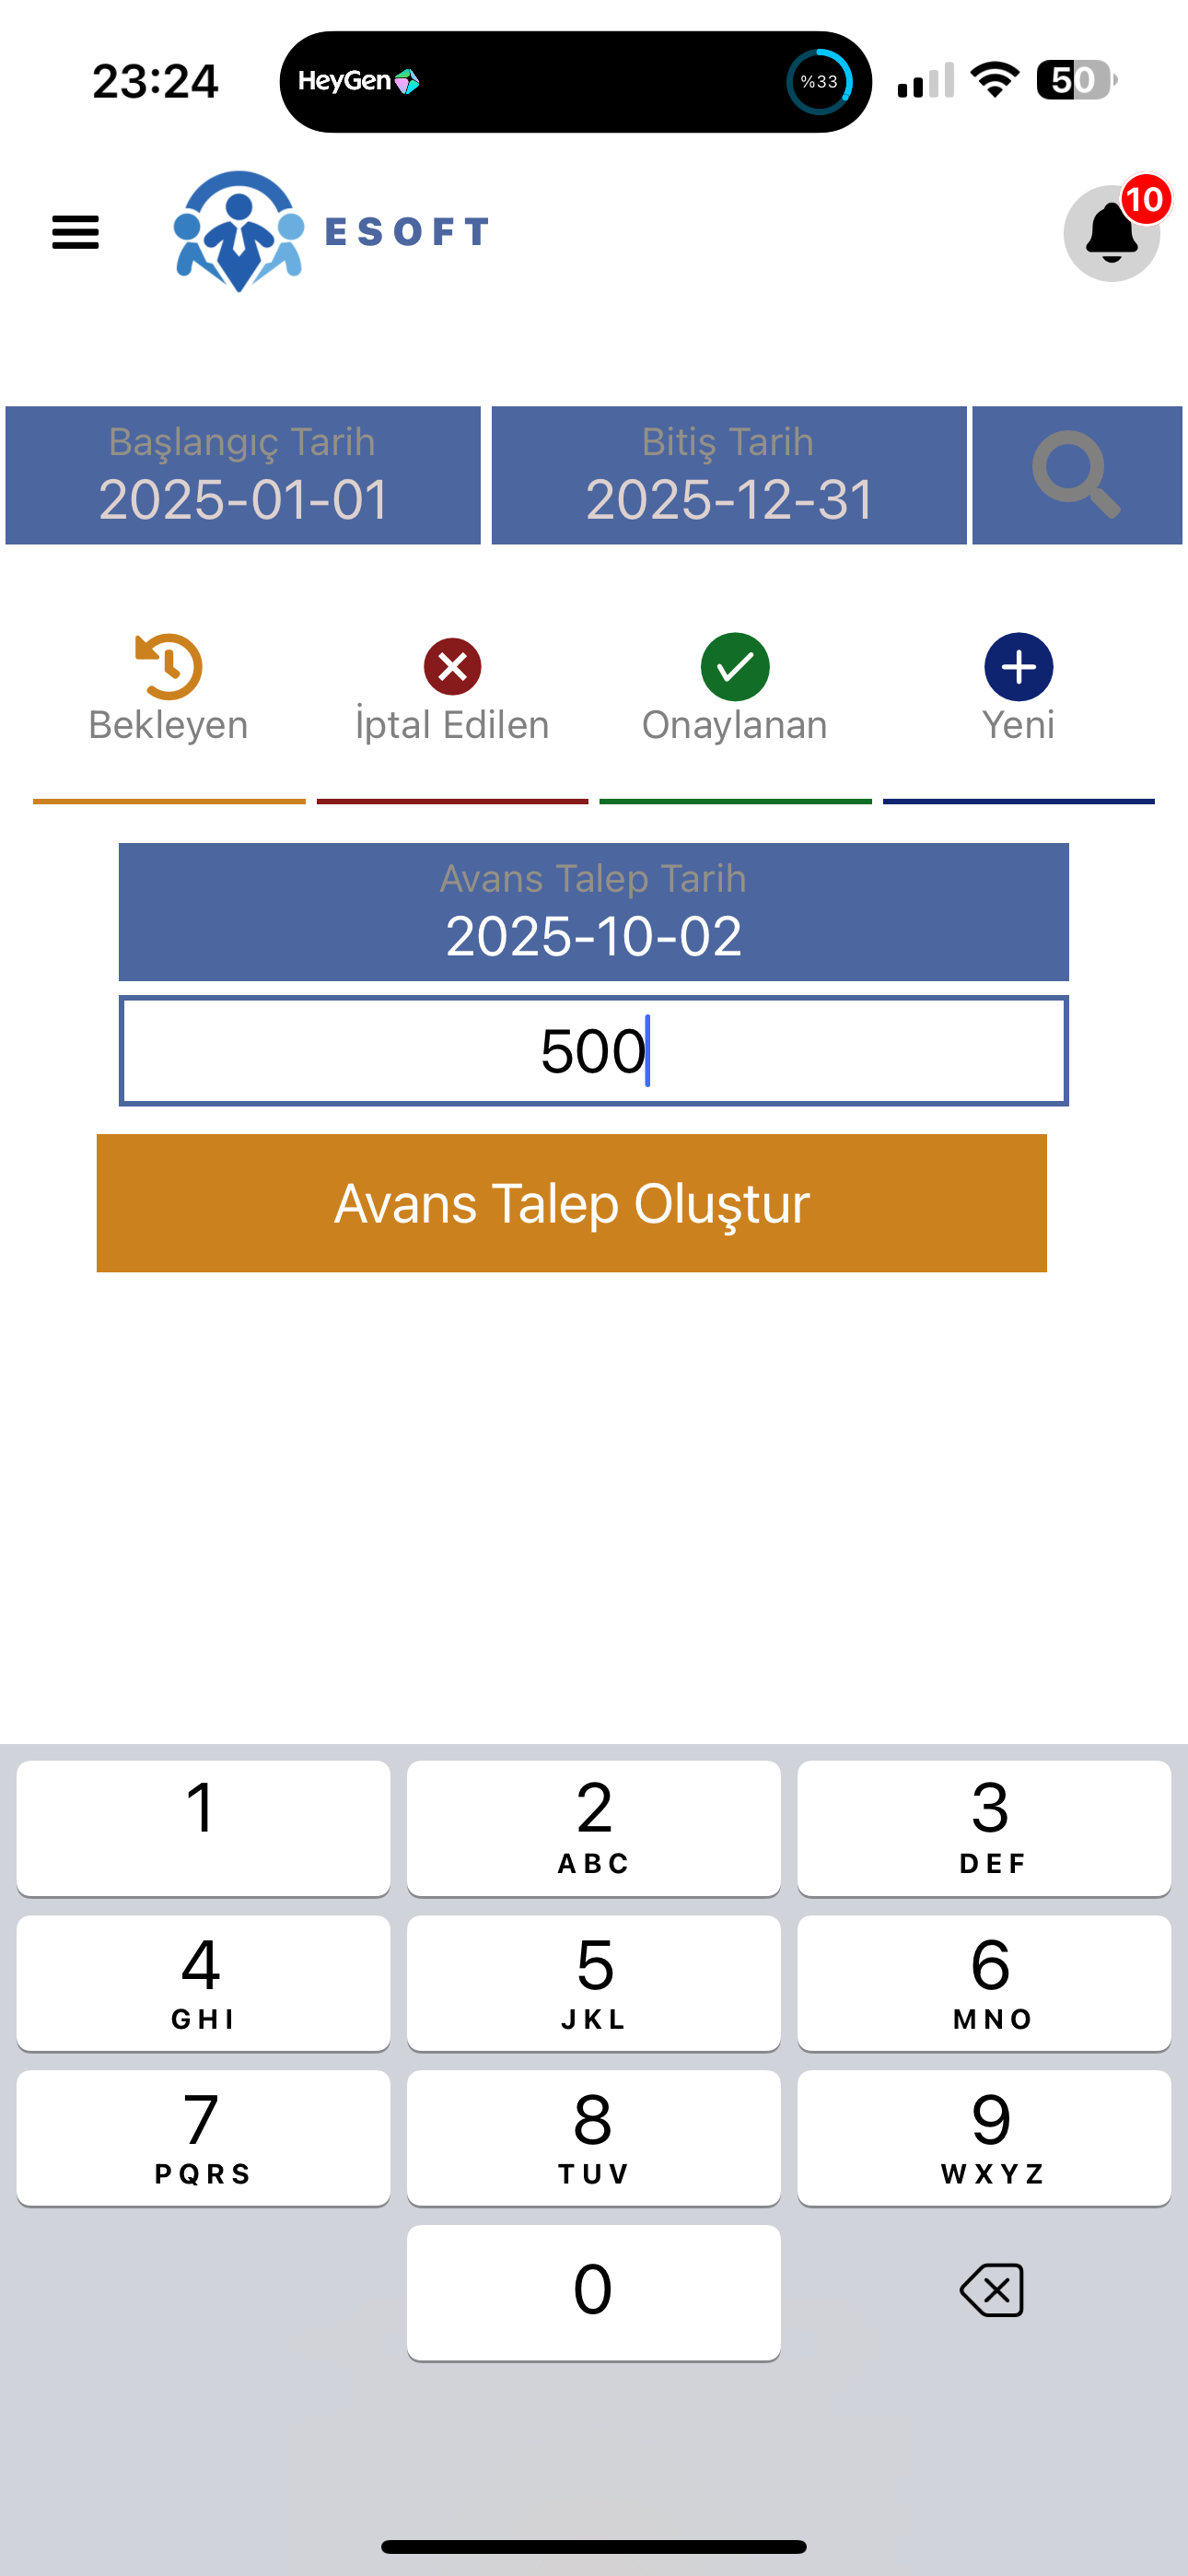 23:24
HeyGen
%33
50
ESOFT
10
Başlangıç Tarih
2025-01-01
Bitiş Tarih
2025-12-31
Bekleyen
İptal Edilen
Onaylanan
Yeni
Avans Talep Tarih
2025-10-02
500
Avans Talep Oluştur
1
2
ABC
3
DEF
4
GHI
5
JKL
6
MNO
7
PQRS
8
TUV
9
WXYZ
0